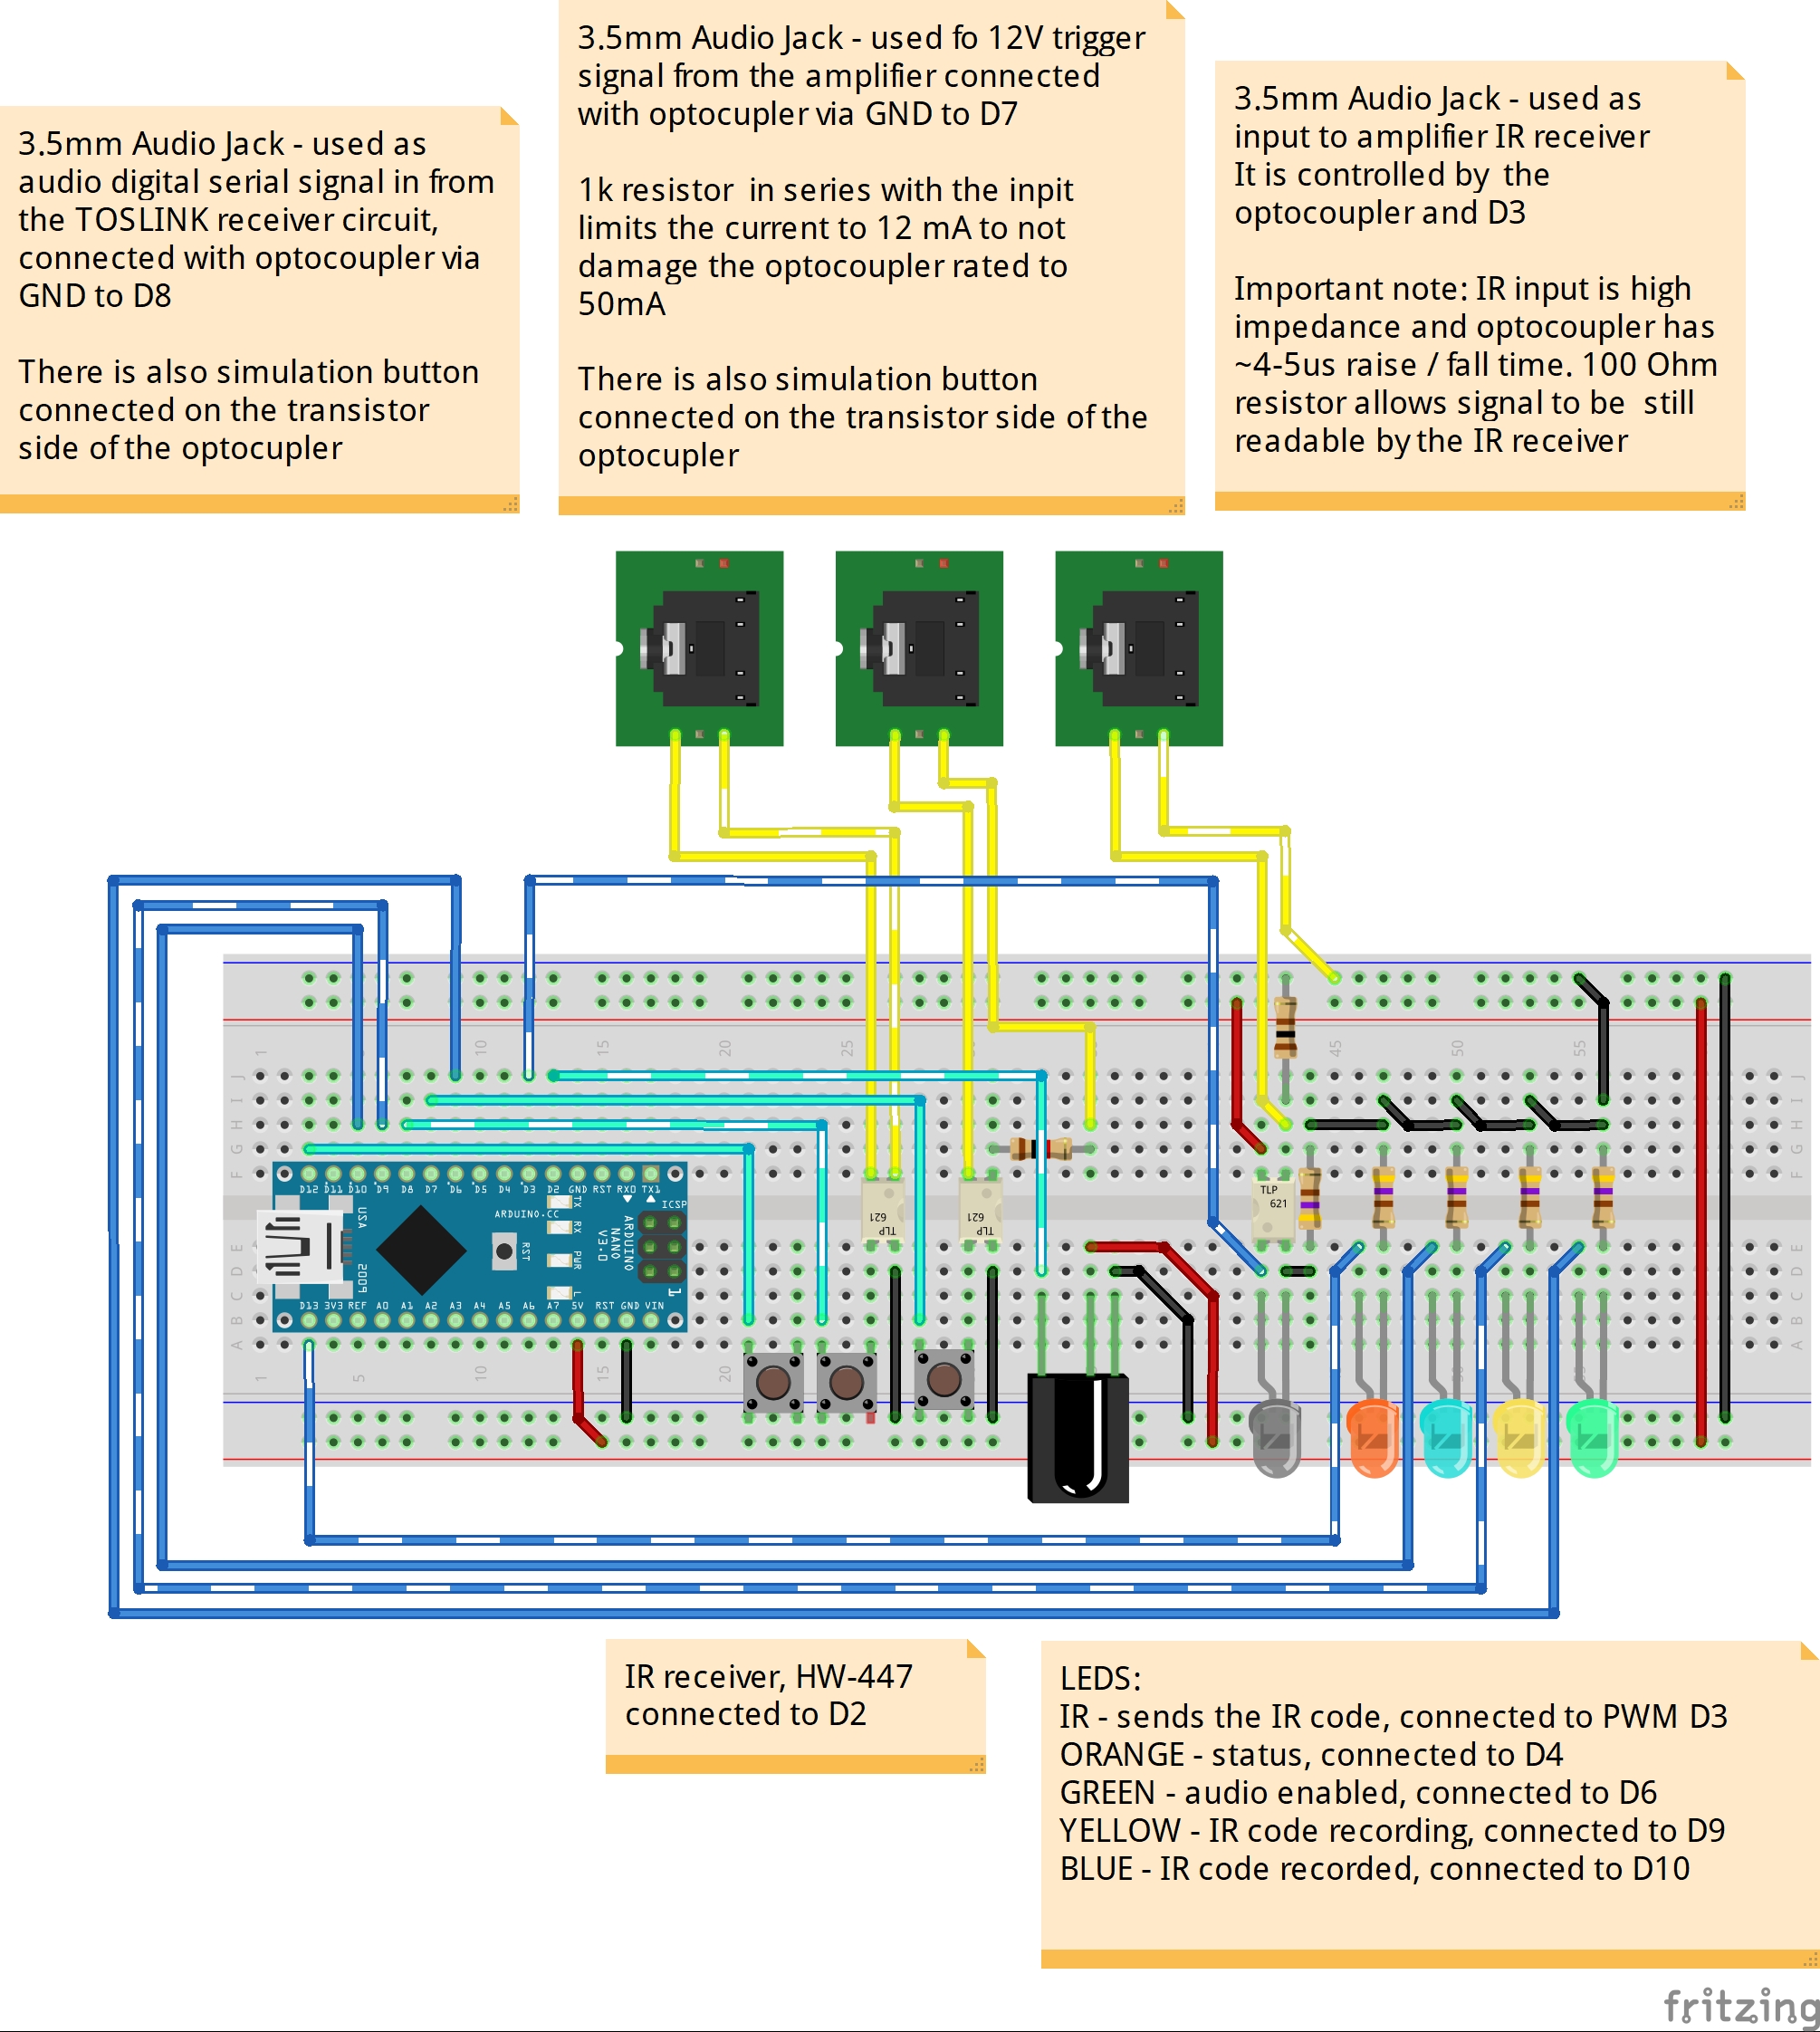 3.5mm Audio Jack - used as
audio digital serial signal in from
the TOSLINK receiver circuit,
connected with optocoupler via
GND to D8
There is also simulation button
connected on the transistor
side of the optocupler
3.5mm Audio Jack - used fo 12V trigger
signal from the amplifier connected
with optocupler via GND to D7
1k resistor in series with the inpit
limits the current to 12 mA to not
damage the optocoupler rated to
50mA
There is also simulation button
connected on the transistor side of the
optocupler
3.5mm Audio Jack - used as
input to amplifier IR receiver
It is controlled by the
optocoupler and D3
Important note: IR input is high
impedance and optocoupler has
~4-5us raise / fall time. 100 Ohm
resistor allows signal to be still
readable by the IR receiver
1 10 15 20 25 45 50 55
J J
I I
H H
G G
F F
D12 D11 D10 D9 D8 D7 D6 D5 D4 D3 D2 GND RST RX0 TX1
USA
ARDUINO.CC
TX
RX
PWR
L
RST
ARDUINO
NANO
V3.0
ICSP
1
2009
D13 3V3 REF A0 A1 A2 A3 A4 A5 A6 A7 5V RST GND VIN
TLP
621
TLP
621
TLP
621
E E
D D
C C
B B
A A
1 5 10 15 20
IR receiver, HW-447
connected to D2
LEDS:
IR - sends the IR code, connected to PWM D3
ORANGE - status, connected to D4
GREEN - audio enabled, connected to D6
YELLOW - IR code recording, connected to D9
BLUE - IR code recorded, connected to D10
fritzing